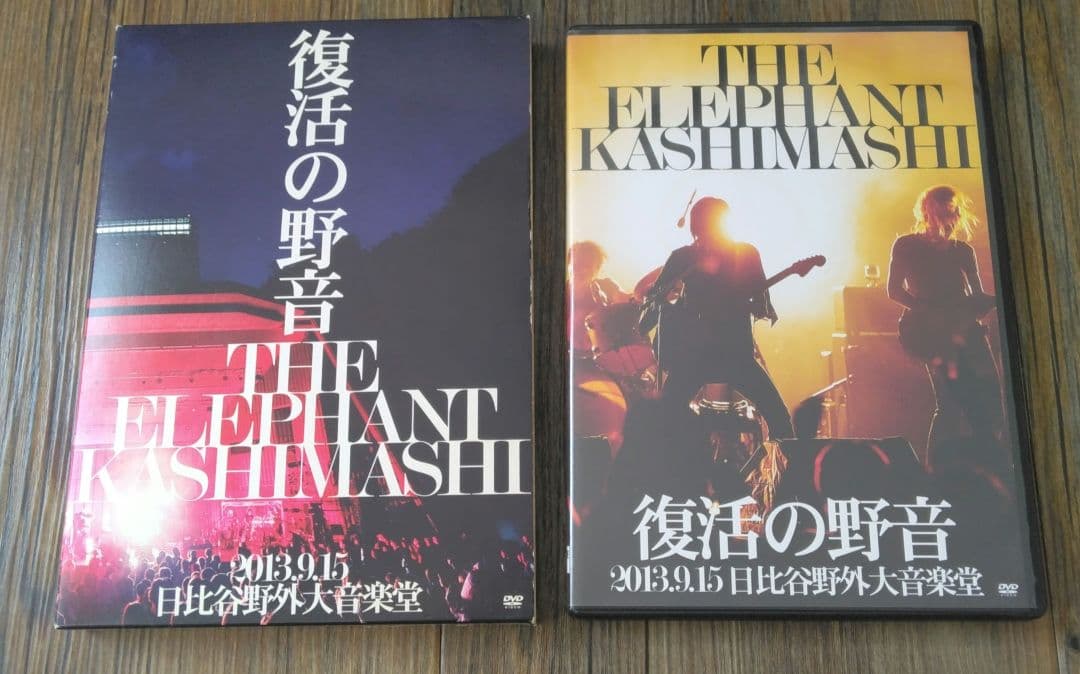 復活の野音
THE
ELEPHANT
KASHIMASHI
2013.9.15
日比谷野外大音楽堂
DVD
VIDEO
THE
ELEPHANT
KASHIMASHI
復活の野音
2013.9.15 日比谷野外大音楽堂
DVD
VIDEO